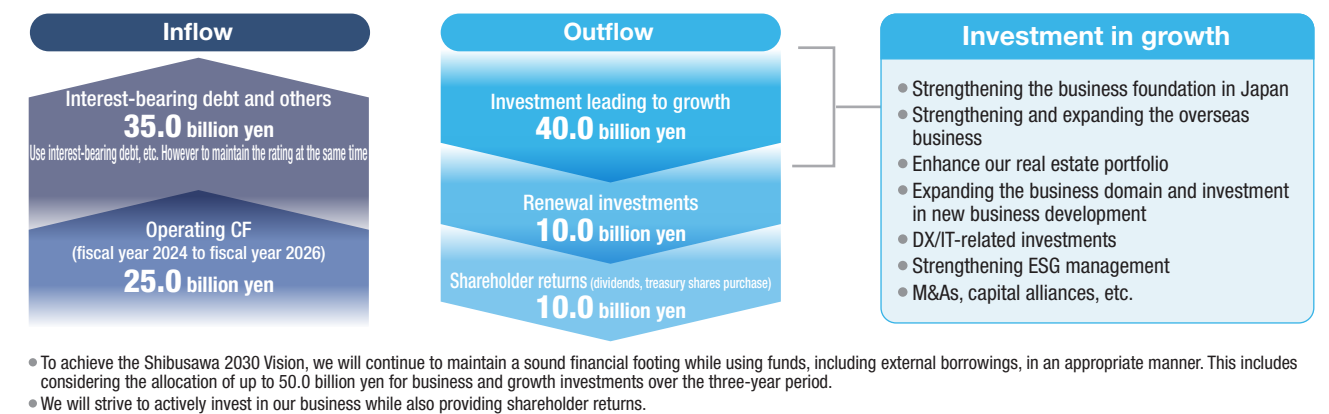 Inflow
Interest-bearing debt and others
35.0 billion yen
Use interest-bearing debt, etc. However to maintain the rating at the same time
Operating CF
(fiscal year 2024 to fiscal year 2026)
25.0 billion yen
Outflow
Investment leading to growth
40.0 billion yen
Renewal investments
10.0 billion yen
Shareholder returns (dividends, treasury shares purchase)
10.0 billion yen
Investment in growth
● Strengthening the business foundation in Japan
● Strengthening and expanding the overseas
business
● Enhance our real estate portfolio
● Expanding the business domain and investment
in new business development
● DX/IT-related investments
● Strengthening ESG management
● M&As, capital alliances, etc.
● To achieve the Shibusawa 2030 Vision, we will continue to maintain a sound financial footing while using funds, including external borrowings, in an appropriate manner. This includes
considering the allocation of up to 50.0 billion yen for business and growth investments over the three-year period.
● We will strive to actively invest in our business while also providing shareholder returns.